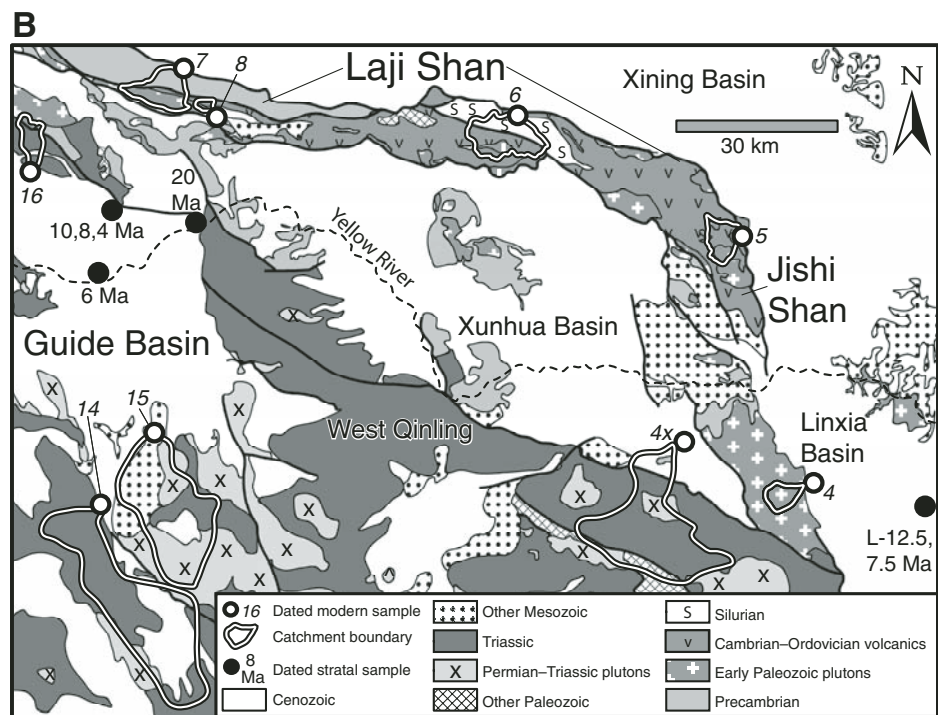 B
7
8
Laji Shan
6
Xining Basin
N
30 km
16
20
Ma
10,8,4 Ma
6 Ma
Yellow River
5
Jishi
Shan
Guide Basin
Xunhua Basin
14
15
West Qinling
4x
Linxia
Basin
4
L-12.5,
7.5 Ma
16 Dated modern sample
Catchment boundary
8
Ma Dated stratal sample
Cenozoic
Other Mesozoic
Triassic
X Permian–Triassic plutons
Other Paleozoic
S Silurian
v Cambrian–Ordovician volcanics
Early Paleozoic plutons
Precambrian